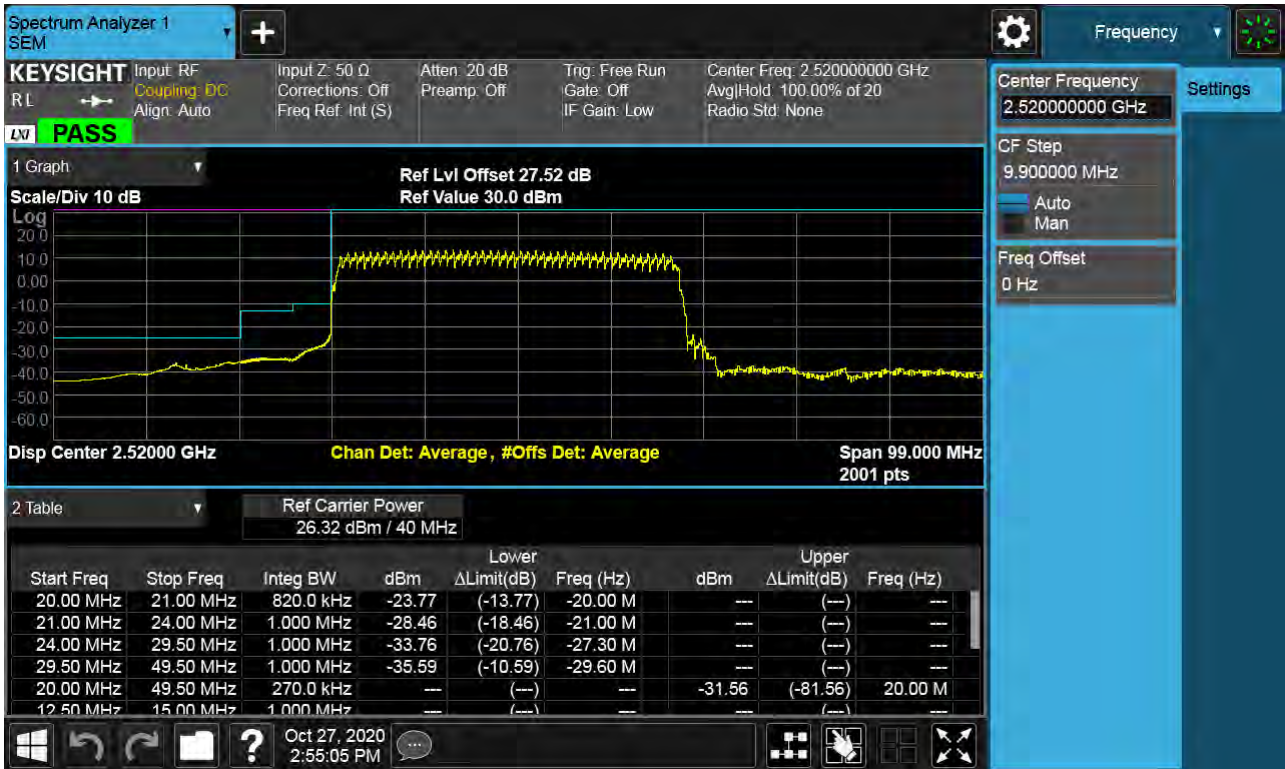 Spectrum Analyzer 1
SEM
Frequency
KEYSIGHT Input: RF Input Z: 50 Ω Atten: 20 dB Trig: Free Run Center Freq: 2.520000000 GHz
RL Coupling: DC Corrections: Off Preamp: Off Gate: Off Avg|Hold: 100.00% of 20
Align: Auto Freq Ref: Int (S) IF Gain: Low Radio Std: None
LXI PASS
Center Frequency
2.520000000 GHz
Settings
CF Step
9.900000 MHz
Auto
Man
Freq Offset
0 Hz
1 Graph
Ref Lvl Offset 27.52 dB
Scale/Div 10 dB Ref Value 30.0 dBm
Log
20.0
10.0
0.00
-10.0
-20.0
-30.0
-40.0
-50.0
-60.0
Disp Center 2.52000 GHz Chan Det: Average, #Offs Det: Average Span 99.000 MHz
2001 pts
2 Table
Ref Carrier Power
26.32 dBm / 40 MHz
Lower Upper
Start Freq Stop Freq Integ BW dBm ΔLimit(dB) Freq (Hz) dBm ΔLimit(dB) Freq (Hz)
20.00 MHz 21.00 MHz 820.0 kHz -23.77 (-13.77) -20.00 M --- (---) ---
21.00 MHz 24.00 MHz 1.000 MHz -28.46 (-18.46) -21.00 M --- (---) ---
24.00 MHz 29.50 MHz 1.000 MHz -33.76 (-20.76) -27.30 M --- (---) ---
29.50 MHz 49.50 MHz 1.000 MHz -35.59 (-10.59) -29.60 M --- (---) ---
20.00 MHz 49.50 MHz 270.0 kHz --- (---) --- -31.56 (-81.56) 20.00 M
12.50 MHz 15.00 MHz 1.000 MHz --- (---) --- --- (---) ---
Oct 27, 2020
2:55:05 PM